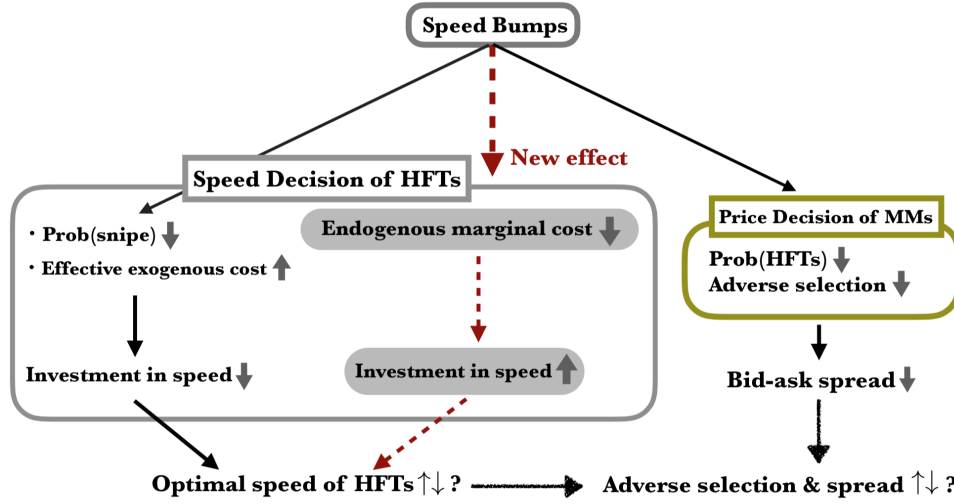 Speed Bumps
New effect
Speed Decision of HFTs
・Prob(snipe)
・Effective exogenous cost
Investment in speed
Endogenous marginal cost
Investment in speed
Price Decision of MMs
Prob(HFTs)
Adverse selection
Bid-ask spread
Optimal speed of HFTs ↑↓ ?
Adverse selection & spread ↑↓ ?